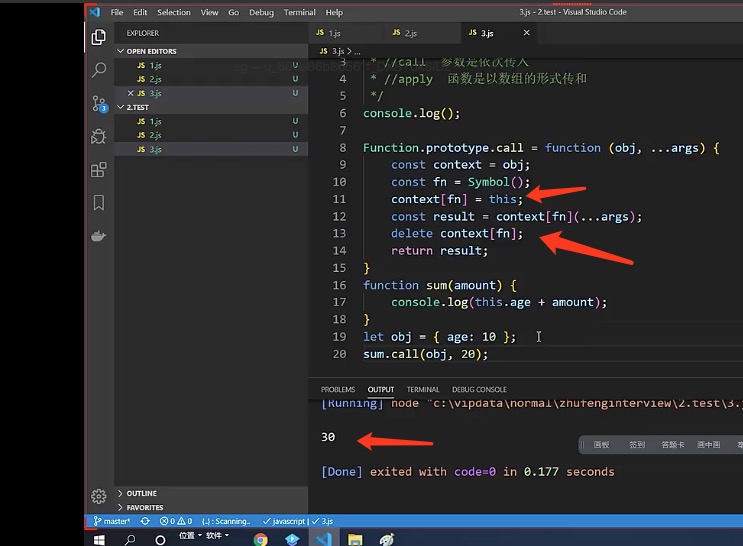 File Edit Selection View Go Debug Terminal Help 3.js - 2.test - Visual Studio Code
EXPLORER
OPEN EDITORS
JS 1.js U
JS 2.js U
JS 3.js U
2.TEST
JS 1.js U
JS 2.js U
JS 3.js U
OUTLINE
FAVORITES
JS 1.js JS 2.js JS 3.js
JS 3.js > ...
3 * //call 参数是依次传入
4 * //apply 函数是以数组的形式传和
5 */
6 console.log();
7
8 Function.prototype.call = function (obj, ...args) {
9 const context = obj;
10 const fn = Symbol();
11 context[fn] = this;
12 const result = context[fn](...args);
13 delete context[fn];
14 return result;
15 }
16 function sum(amount) {
17 console.log(this.age + amount);
18 }
19 let obj = { age: 10 };
20 sum.call(obj, 20);
PROBLEMS OUTPUT TERMINAL DEBUG CONSOLE
[Running] node "c:\vipdata\normal\zhufenginterview\2.test\3.
30
画板 签到 答题卡 画中画
[Done] exited with code=0 in 0.177 seconds
master* 0 0 {..} : Scanning.. javascript | 3.js
位置 软件